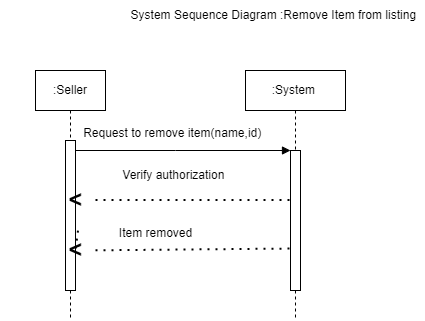 System Sequence Diagram :Remove Item from listing
:Seller
:System
Request to remove item(name,id)
Verify authorization
Item removed